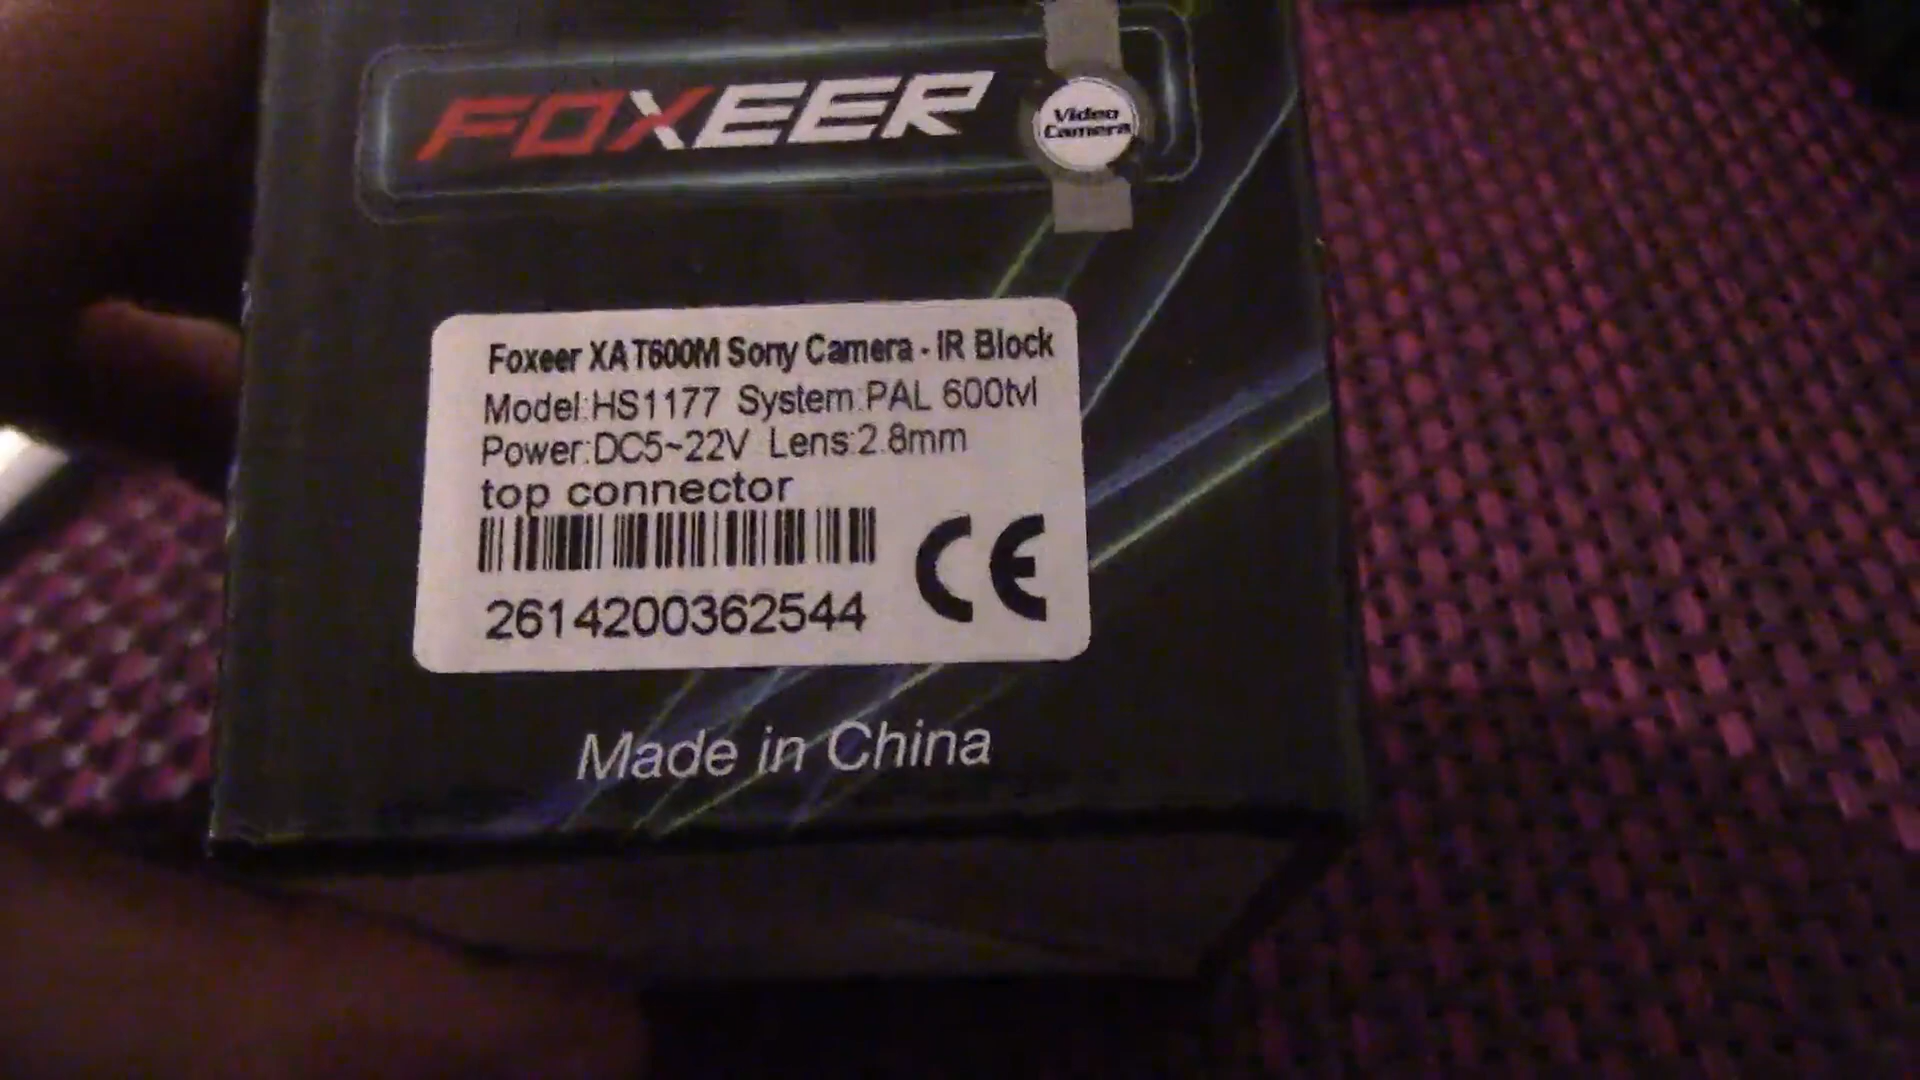 FOXEER
Video
Camera
Foxeer XAT600M Sony Camera - IR Block
Model:HS1177 System:PAL 600tvl
Power:DC5~22V Lens:2.8mm
top connector
2614200362544
CE
Made in China